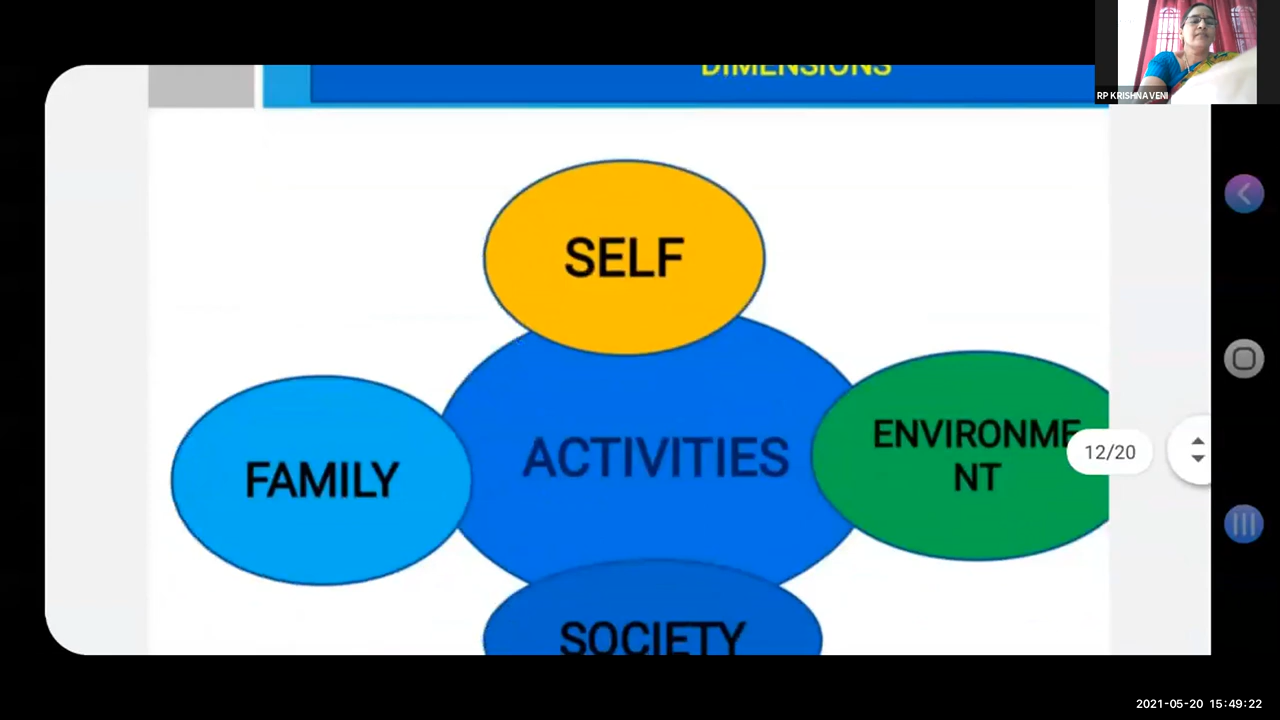 DIMENSIONS
RP KRISHNAVENI
SELF
ENVIRONME
NT
ACTIVITIES
FAMILY
12/20
SOCIETY
2021-05-20 15:49:22